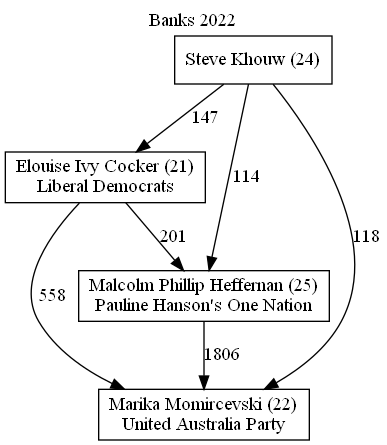 Banks 2022
Steve Khouw (24)
147
Elouise Ivy Cocker (21)
Liberal Democrats
114
118
201
Malcolm Phillip Heffernan (25)
Pauline Hanson's One Nation
558
1806
Marika Momircevski (22)
United Australia Party